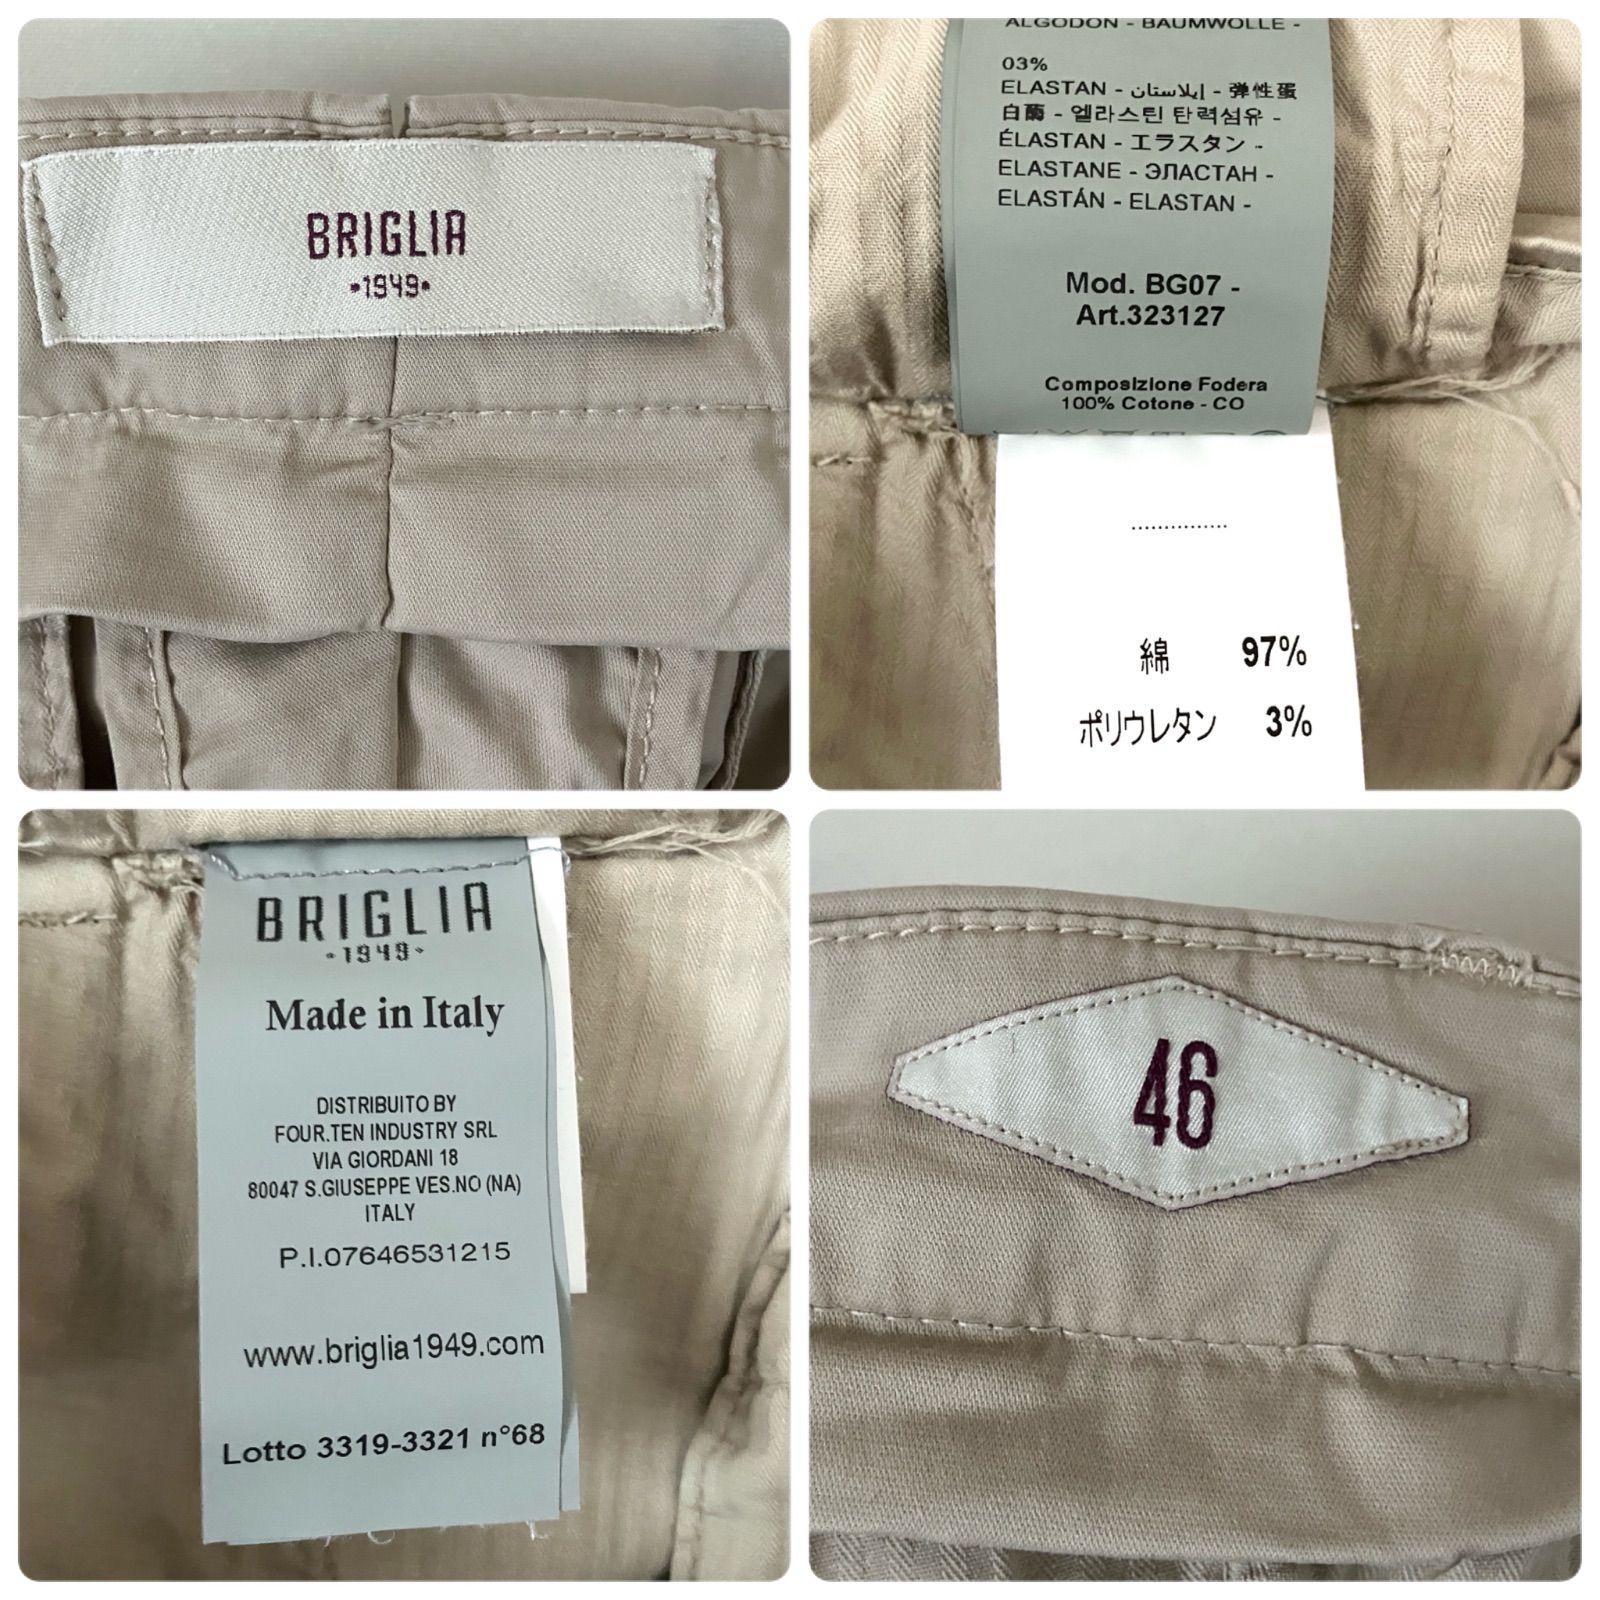 BRIGLIA
•1949•
ALGODÓN - BAUMWOLLE -
03%
ELASTAN - إيلاستان - 弹性蛋
白酶 - 엘라스틴 탄력섬유 -
ÉLASTAN - エラスタン -
ELASTANE - ЭЛАСТАН -
ELASTÁN - ELASTAN -
Mod. BG07 -
Art.323127
Composizione Fodera
100% Cotone - CO
...............
綿 97%
ポリウレタン 3%
BRIGLIA
•1949•
Made in Italy
DISTRIBUITO BY
FOUR.TEN INDUSTRY SRL
VIA GIORDANI 18
80047 S.GIUSEPPE VES.NO (NA)
ITALY
P.I.07646531215
www.briglia1949.com
Lotto 3319-3321 n°68
46